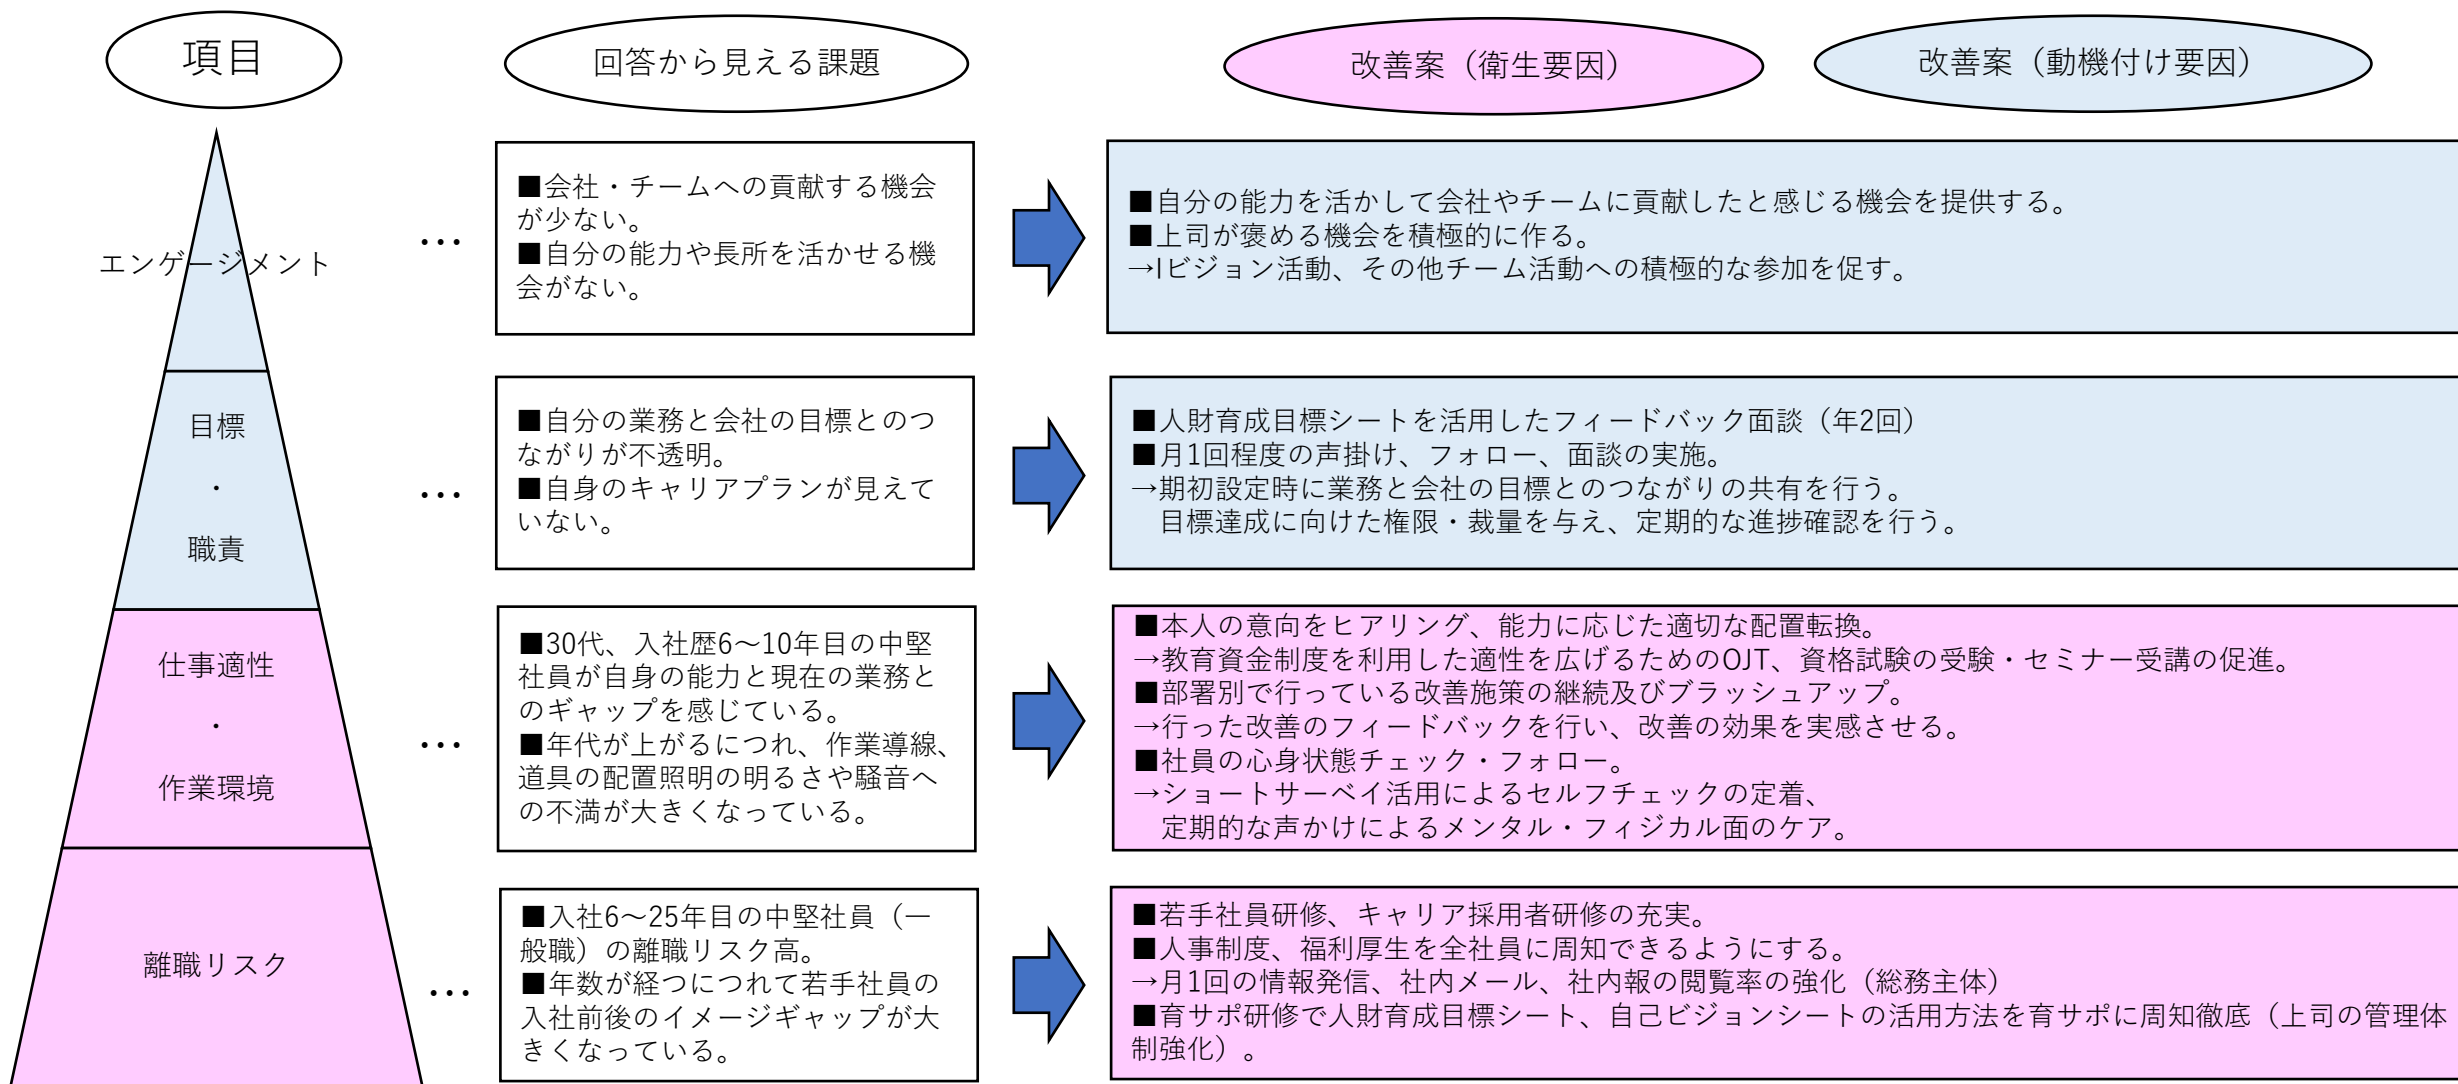 項目
回答から見える課題
改善案（衛生要因）
改善案（動機付け要因）
エンゲージメント
…
■会社・チームへの貢献する機会
が少ない。
■自分の能力や長所を活かせる機
会がない。
■自分の能力を活かして会社やチームに貢献したと感じる機会を提供する。
■上司が褒める機会を積極的に作る。
→Iビジョン活動、その他チーム活動への積極的な参加を促す。
目標
・
職責
…
■自分の業務と会社の目標とのつ
ながりが不透明。
■自身のキャリアプランが見えて
いない。
■人財育成目標シートを活用したフィードバック面談（年2回）
■月1回程度の声掛け、フォロー、面談の実施。
→期初設定時に業務と会社の目標とのつながりの共有を行う。
目標達成に向けた権限・裁量を与え、定期的な進捗確認を行う。
仕事適性
・
作業環境
…
■30代、入社歴6～10年目の中堅
社員が自身の能力と現在の業務と
のギャップを感じている。
■年代が上がるにつれ、作業導線、
道具の配置照明の明るさや騒音へ
の不満が大きくなっている。
■本人の意向をヒアリング、能力に応じた適切な配置転換。
→教育資金制度を利用した適性を広げるためのOJT、資格試験の受験・セミナー受講の促進。
■部署別で行っている改善施策の継続及びブラッシュアップ。
→行った改善のフィードバックを行い、改善の効果を実感させる。
■社員の心身状態チェック・フォロー。
→ショートサーベイ活用によるセルフチェックの定着、
定期的な声かけによるメンタル・フィジカル面のケア。
離職リスク
…
■入社6～25年目の中堅社員（一
般職）の離職リスク高。
■年数が経つにつれて若手社員の
入社前後のイメージギャップが大
きくなっている。
■若手社員研修、キャリア採用者研修の充実。
■人事制度、福利厚生を全社員に周知できるようにする。
→月1回の情報発信、社内メール、社内報の閲覧率の強化（総務主体）
■育サポ研修で人財育成目標シート、自己ビジョンシートの活用方法を育サポに周知徹底（上司の管理体
制強化）。